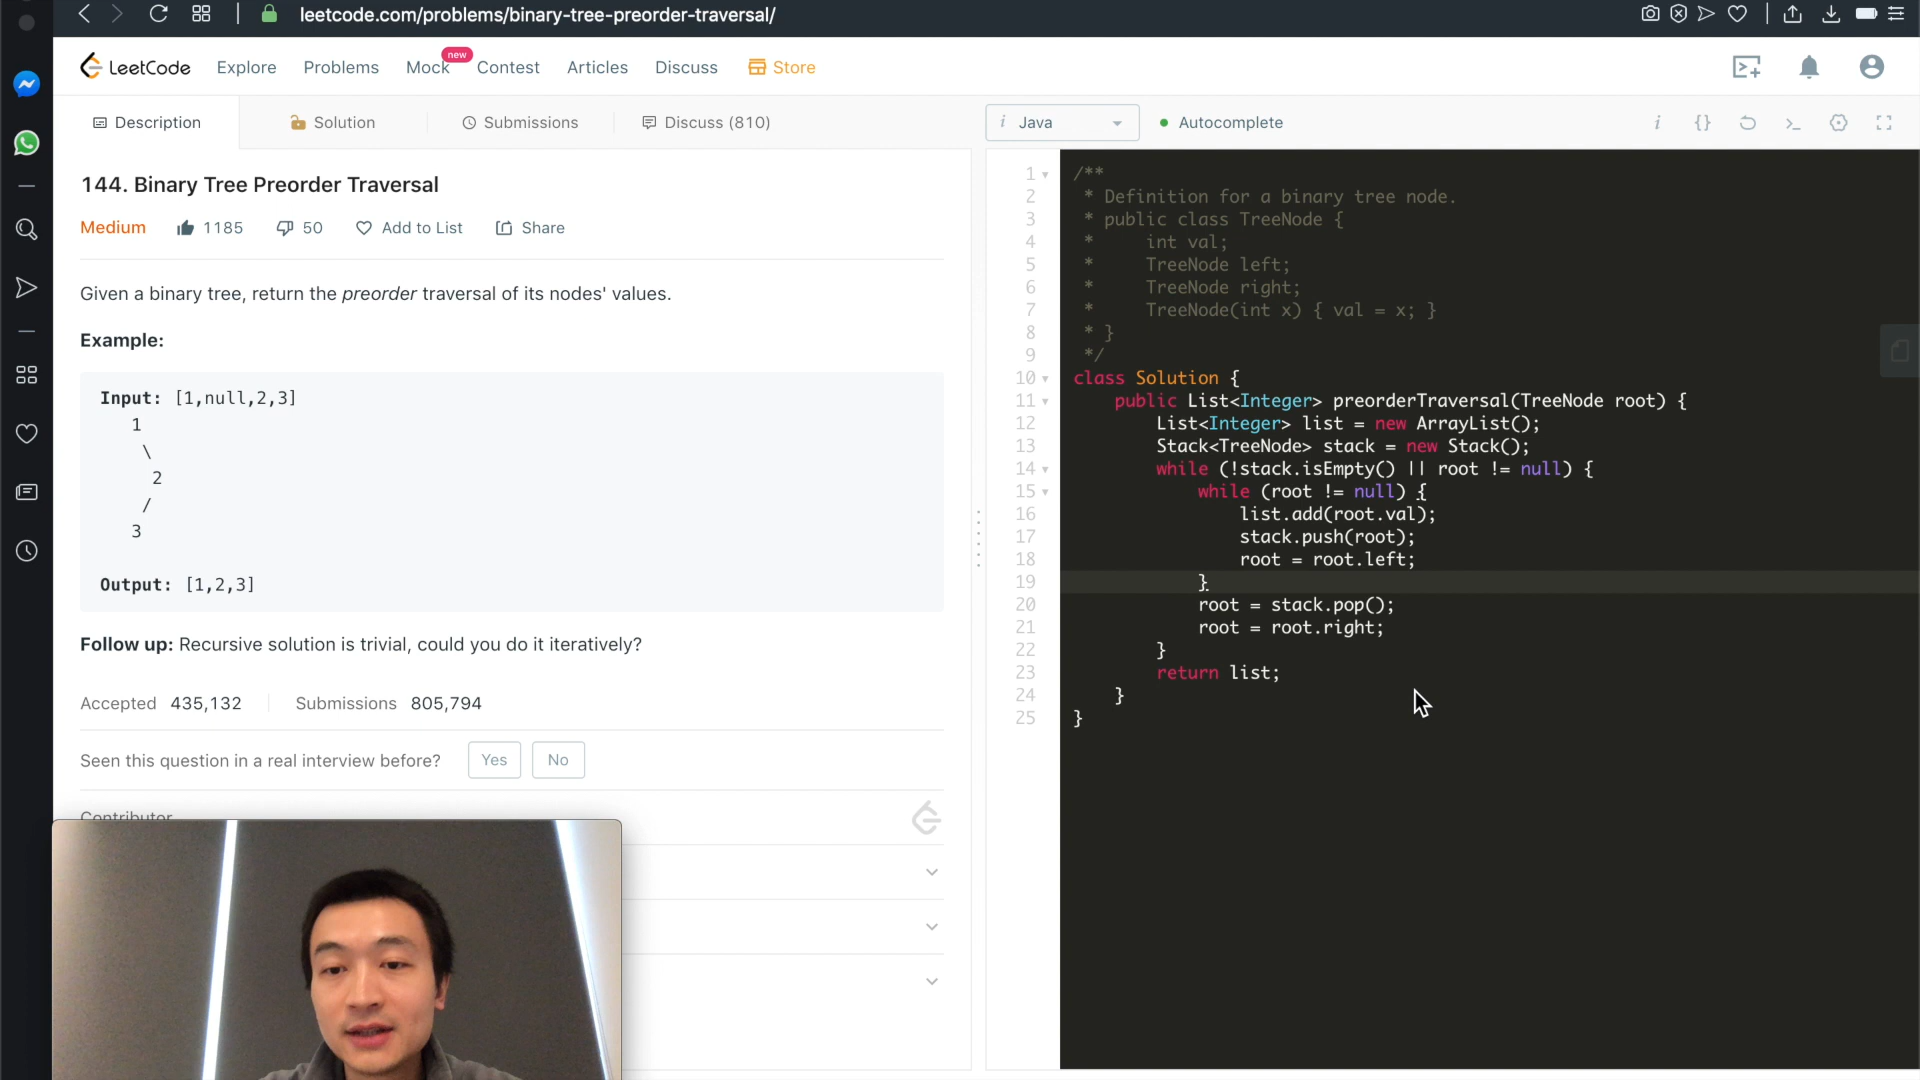 leetcode.com/problems/binary-tree-preorder-traversal/
LeetCode Explore Problems Mock new Contest Articles Discuss Store
Description Solution Submissions Discuss (810)
i Java Autocomplete
144. Binary Tree Preorder Traversal
Medium 1185 50 Add to List Share
Given a binary tree, return the preorder traversal of its nodes' values.
Example:
Input: [1,null,2,3]
1
\
2
/
3
Output: [1,2,3]
Follow up: Recursive solution is trivial, could you do it iteratively?
Accepted 435,132 Submissions 805,794
Seen this question in a real interview before? Yes No
Contributor
1 /**
2 * Definition for a binary tree node.
3 * public class TreeNode {
4 *     int val;
5 *     TreeNode left;
6 *     TreeNode right;
7 *     TreeNode(int x) { val = x; }
8 * }
9 */
10 class Solution {
11     public List<Integer> preorderTraversal(TreeNode root) {
12         List<Integer> list = new ArrayList();
13         Stack<TreeNode> stack = new Stack();
14         while (!stack.isEmpty() || root != null) {
15             while (root != null) {
16                 list.add(root.val);
17                 stack.push(root);
18                 root = root.left;
19             }
20             root = stack.pop();
21             root = root.right;
22         }
23         return list;
24     }
25 }